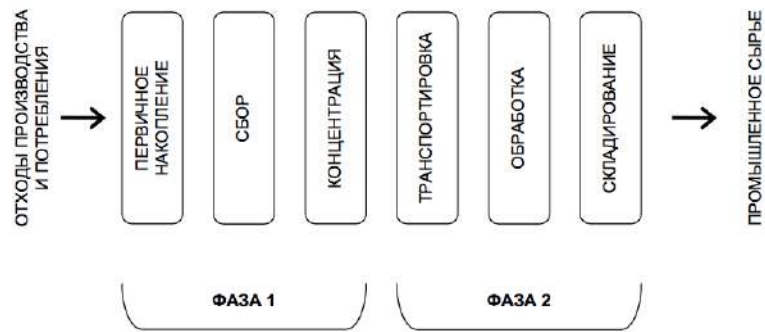 ОТХОДЫ ПРОИЗВОДСТВА
И ПОТРЕБЛЕНИЯ
ПЕРВИЧНОЕ
НАКОПЛЕНИЕ
СБОР
КОНЦЕНТРАЦИЯ
ТРАНСПОРТИРОВКА
ОБРАБОТКА
СКЛАДИРОВАНИЕ
ПРОМЫШЛЕННОЕ СЫРЬЕ
ФАЗА 1
ФАЗА 2